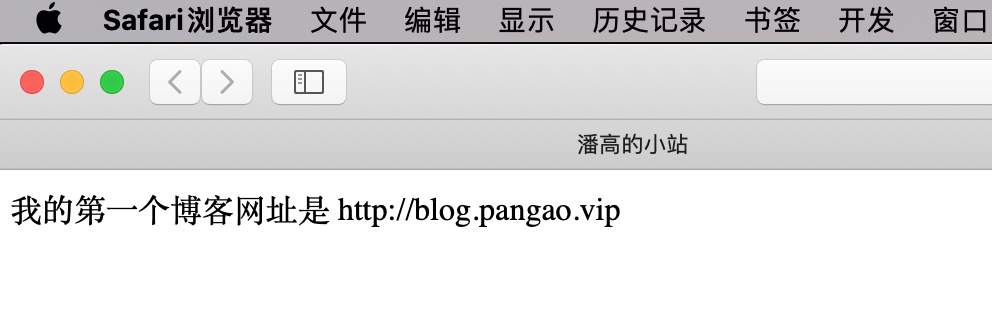 Safari浏览器 文件 编辑 显示 历史记录 书签 开发 窗口
潘高的小站
我的第一个博客网址是 http://blog.pangao.vip